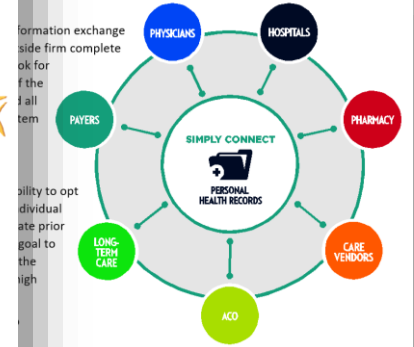 formation exchange
tside firm complete
ok for
f the
d all
tem
bility to opt
dividual
ate prior
goal to
the
high
PHYSICIANS
HOSPITALS
PAYERS
PHARMACY
SIMPLY CONNECT
PERSONAL
HEALTH RECORDS
LONG-
TERM
CARE
CARE
VENDORS
ACO